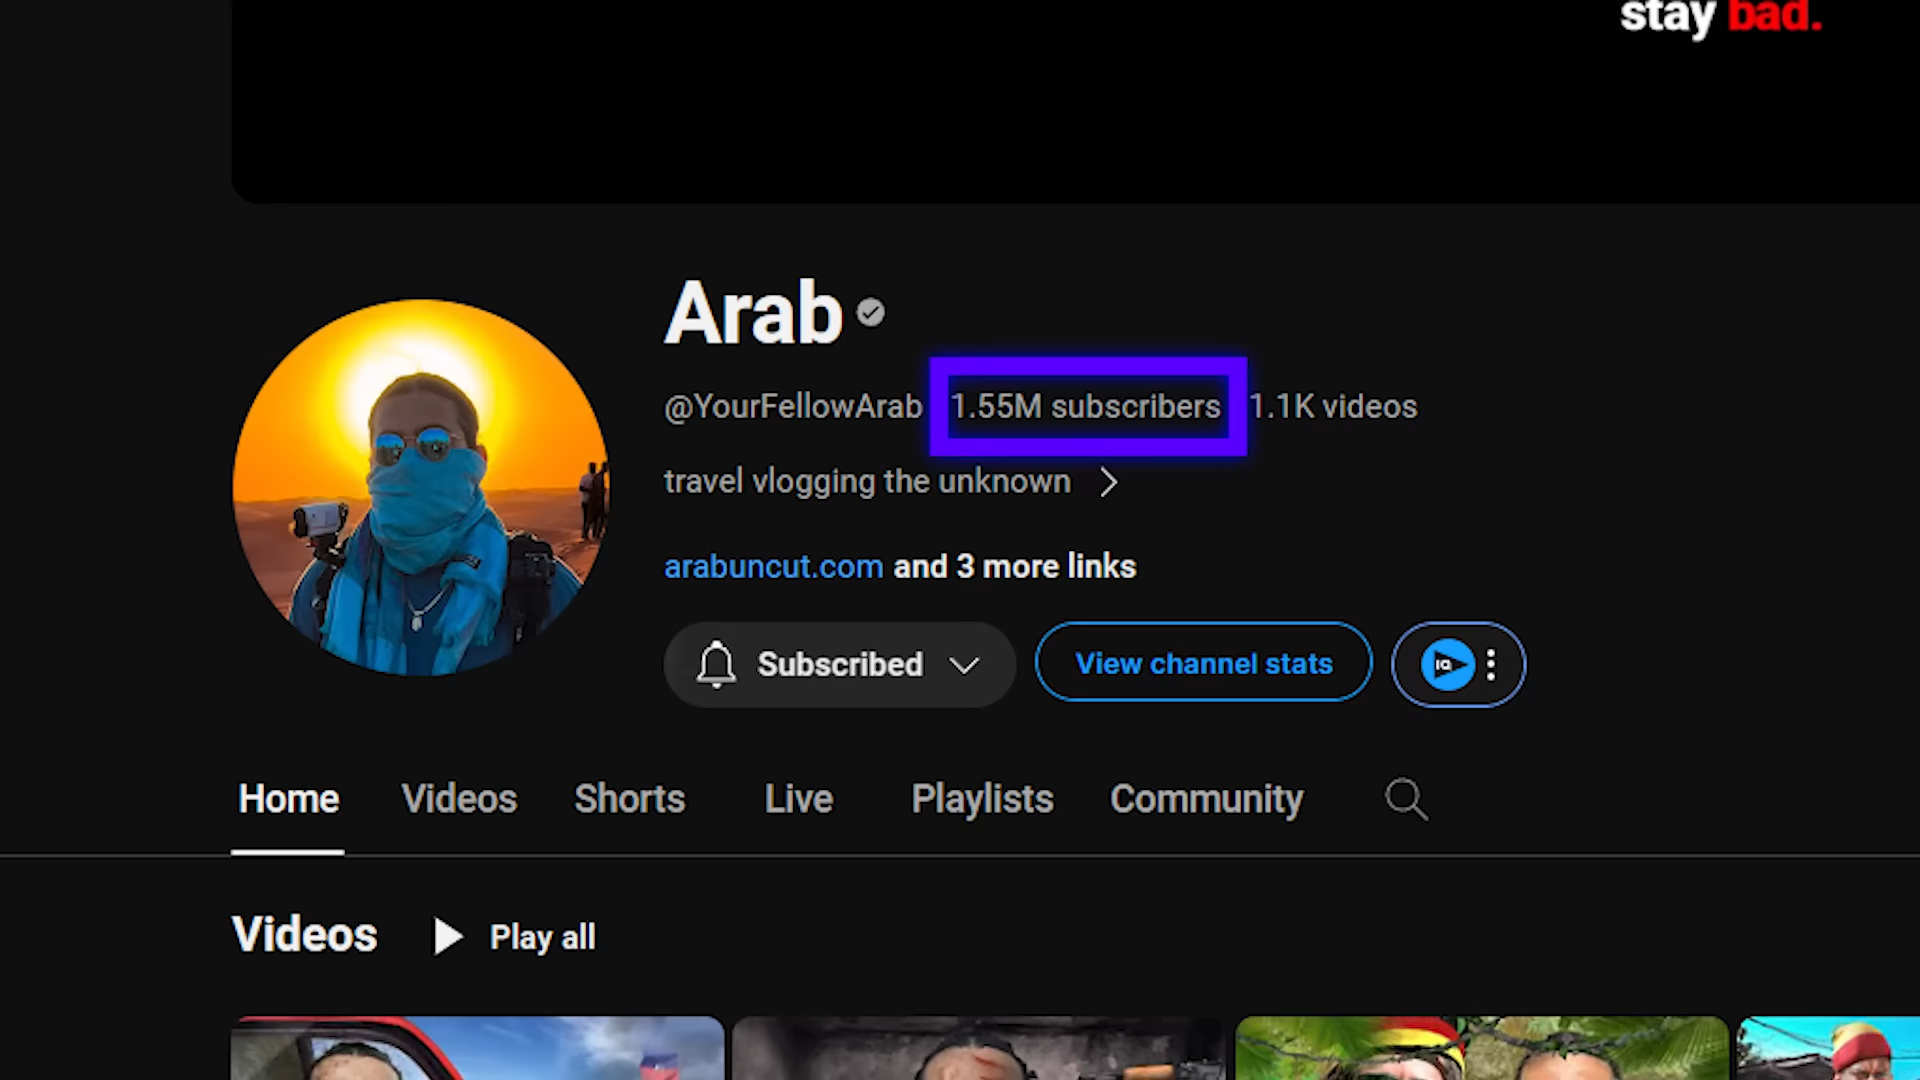 stay bad.
Arab
@YourFellowArab 1.55M subscribers 1.1K videos
travel vlogging the unknown
arabuncut.com and 3 more links
Subscribed View channel stats IQ
Home Videos Shorts Live Playlists Community
Videos Play all